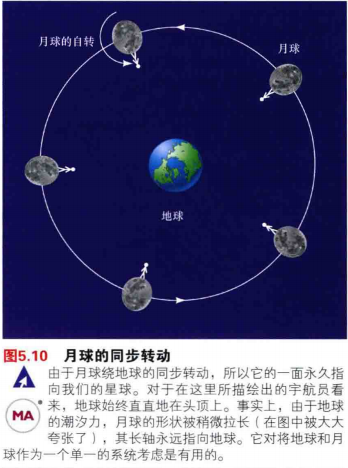 月球的自转
月球
地球
图5.10 月球的同步转动
由于月球绕地球的同步转动，所以它的一面永久指
向我们的星球。对于在这里所描绘出的宇航员看
MA
来，地球始终直直地在头顶上。事实上，由于地球
的潮汐力，月球的形状被稍微拉长（在图中被大大
夸张了），其长轴永远指向地球。它对将地球和月
球作为一个单一的系统考虑是有用的。